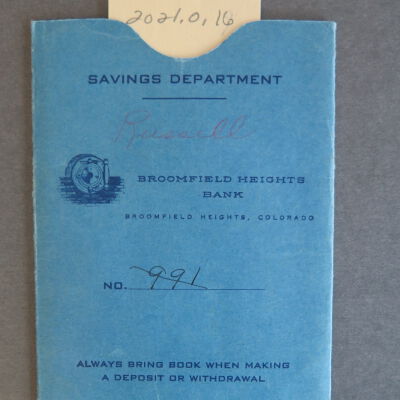 2021.0.16
SAVINGS DEPARTMENT
Russell
BROOMFIELD HEIGHTS
BANK
BROOMFIELD HEIGHTS, COLORADO
NO. 991
ALWAYS BRING BOOK WHEN MAKING
A DEPOSIT OR WITHDRAWAL